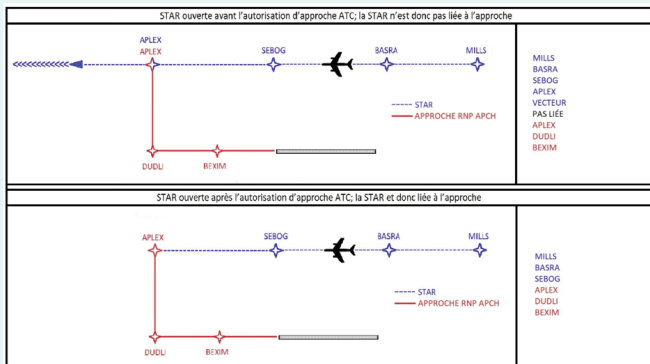 STAR ouverte avant l'autorisation d'approche ATC; la STAR n'est donc pas liée à l'approche
APLEX
APLEX
SEBOG
BASRA
MILLS
STAR
APPROCHE RNP APCH
DUDLI
BEXIM
MILLS
BASRA
SEBOG
APLEX
VECTEUR
PAS LIÉE
APLEX
DUDLI
BEXIM
STAR ouverte après l'autorisation d'approche ATC; la STAR et donc liée à l'approche
APLEX
SEBOG
BASRA
MILLS
STAR
APPROCHE RNP APCH
DUDLI
BEXIM
MILLS
BASRA
SEBOG
APLEX
DUDLI
BEXIM